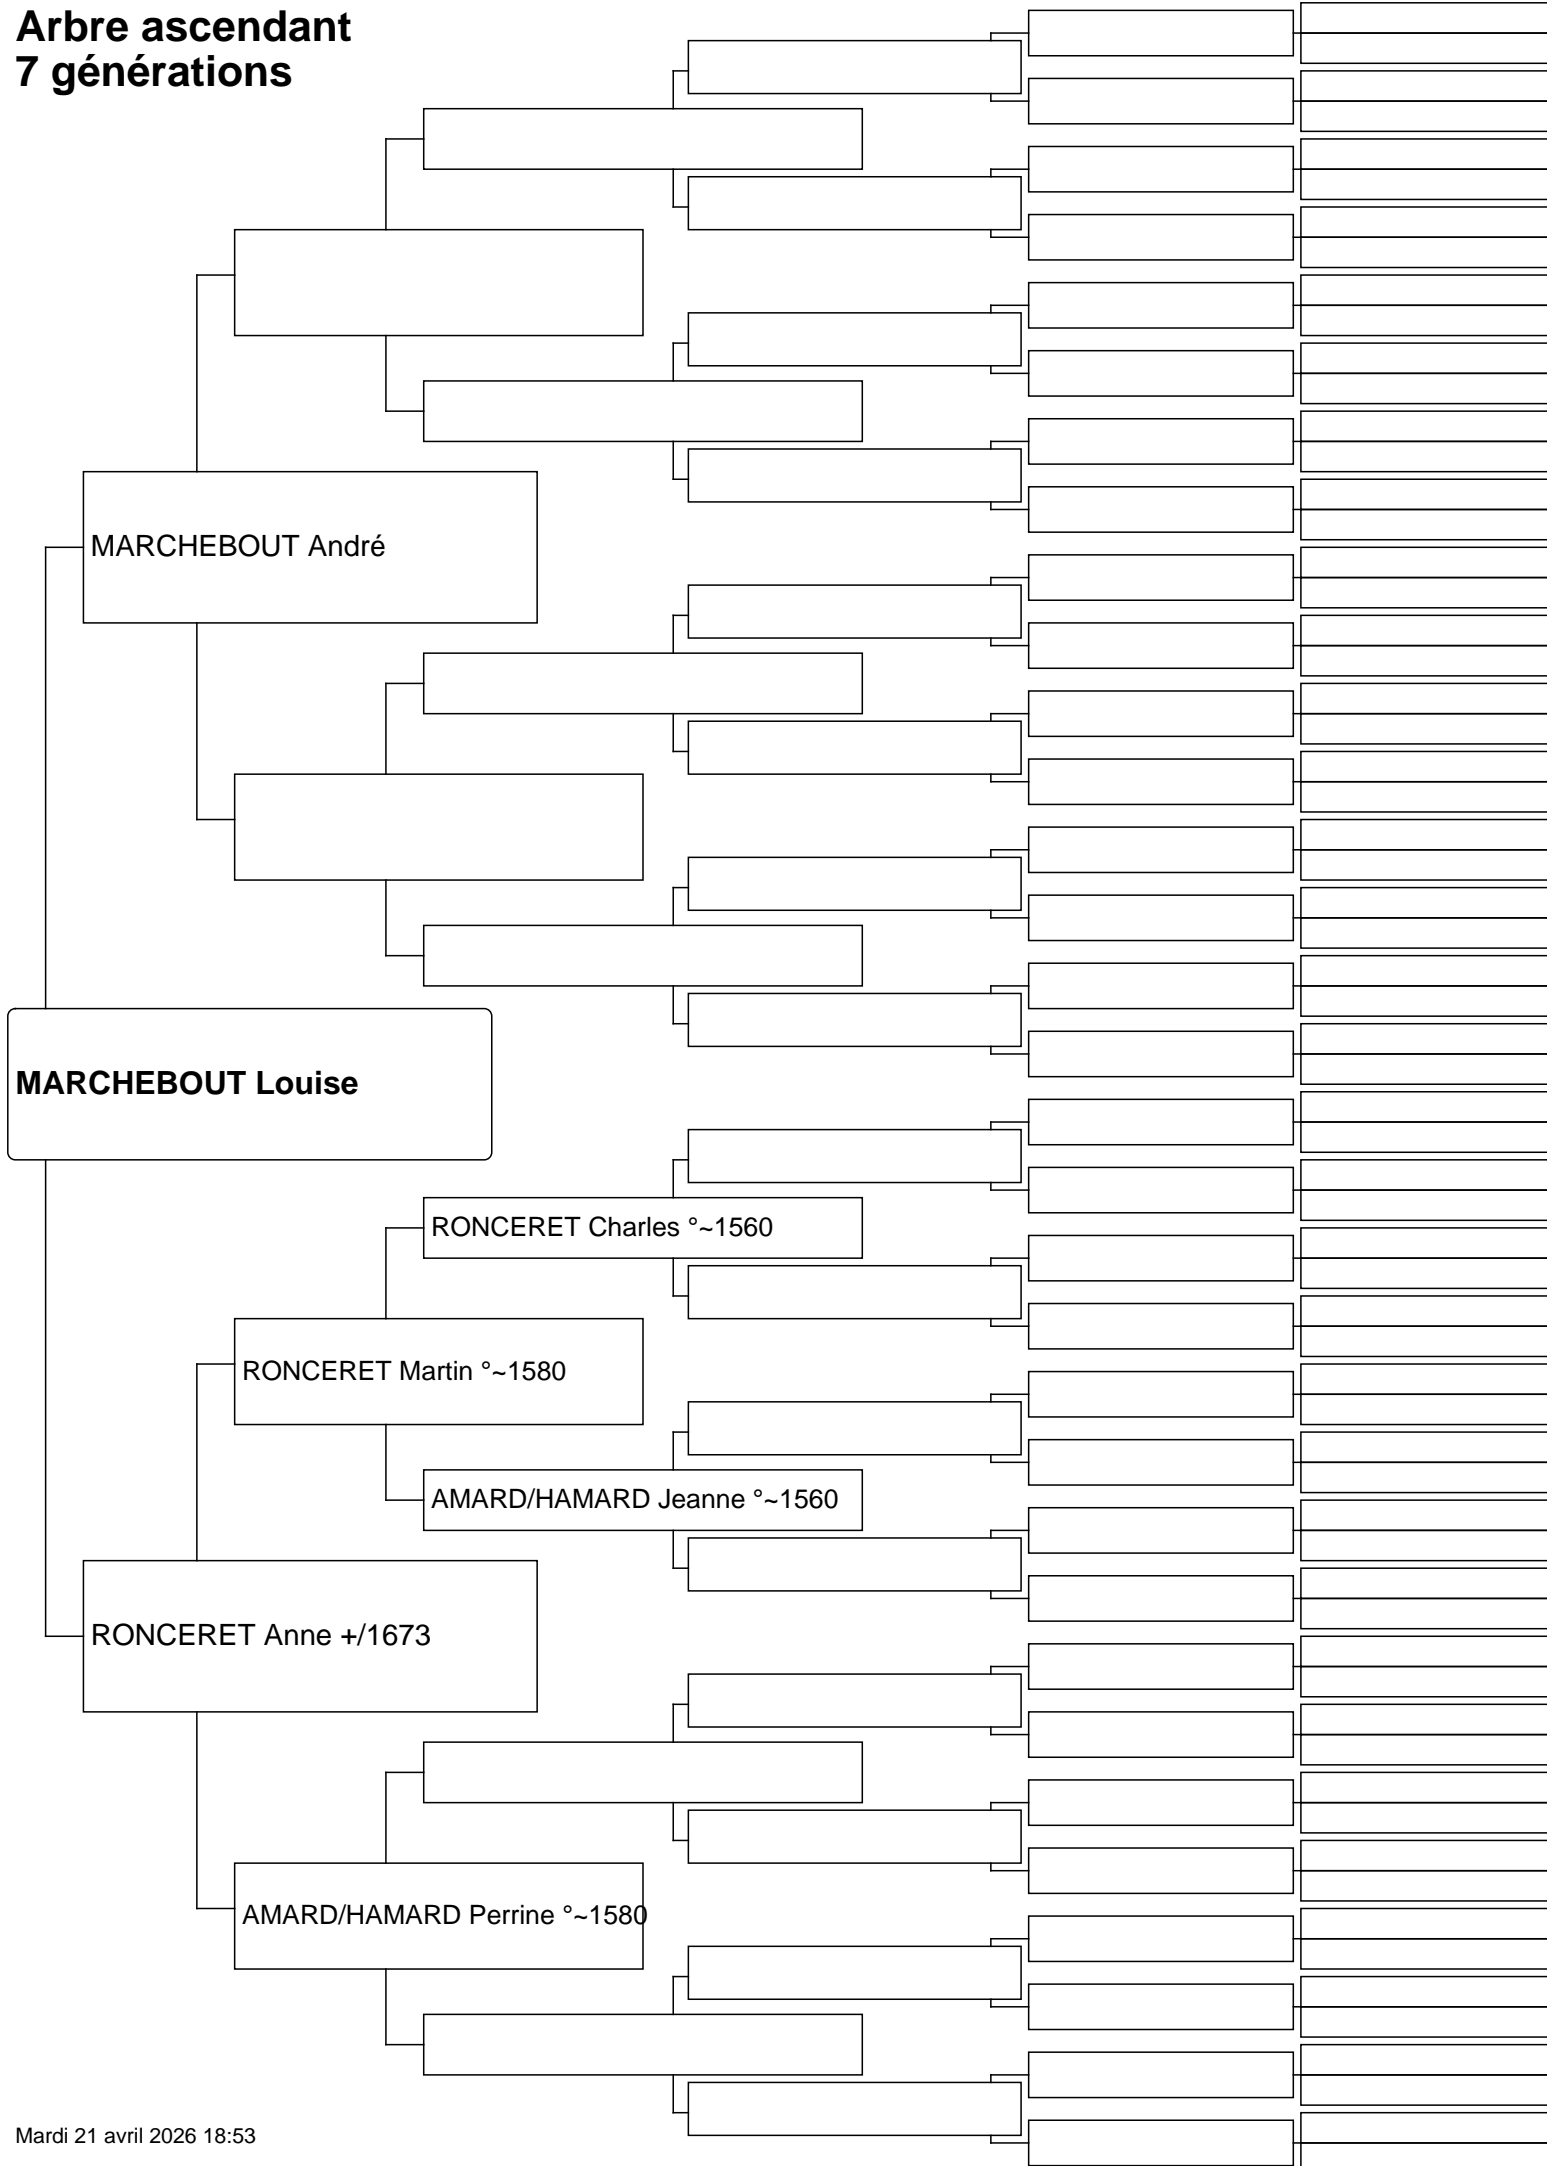 Arbre ascendant
7 générations
MARCHEBOUT André
MARCHEBOUT Louise
RONCERET Charles °~1560
RONCERET Martin °~1580
AMARD/HAMARD Jeanne °~1560
RONCERET Anne +/1673
AMARD/HAMARD Perrine °~1580
Mardi 21 avril 2026 18:53